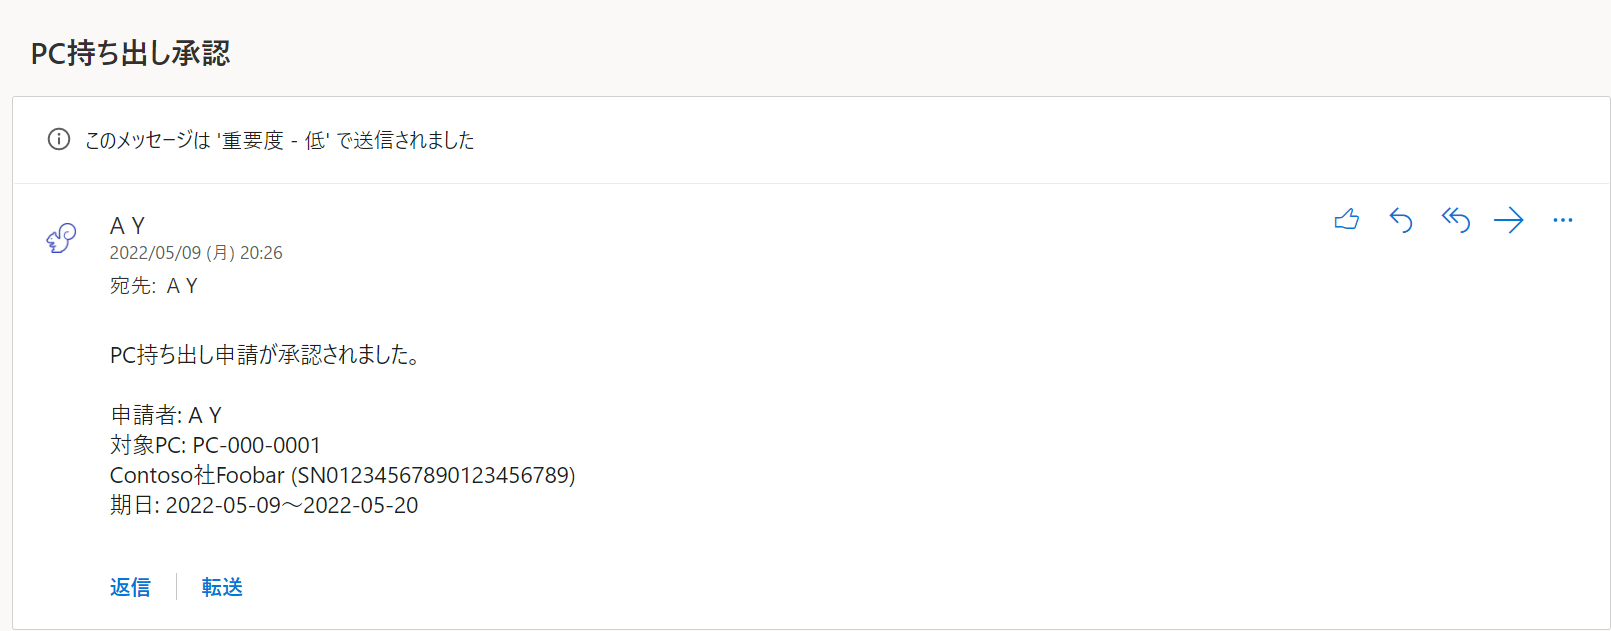 PC持ち出し承認
このメッセージは '重要度 - 低' で送信されました
A Y
2022/05/09 (月) 20:26
宛先: A Y
PC持ち出し申請が承認されました。
申請者: A Y
対象PC: PC-000-0001
Contoso社Foobar (SN01234567890123456789)
期日: 2022-05-09～2022-05-20
返信
転送